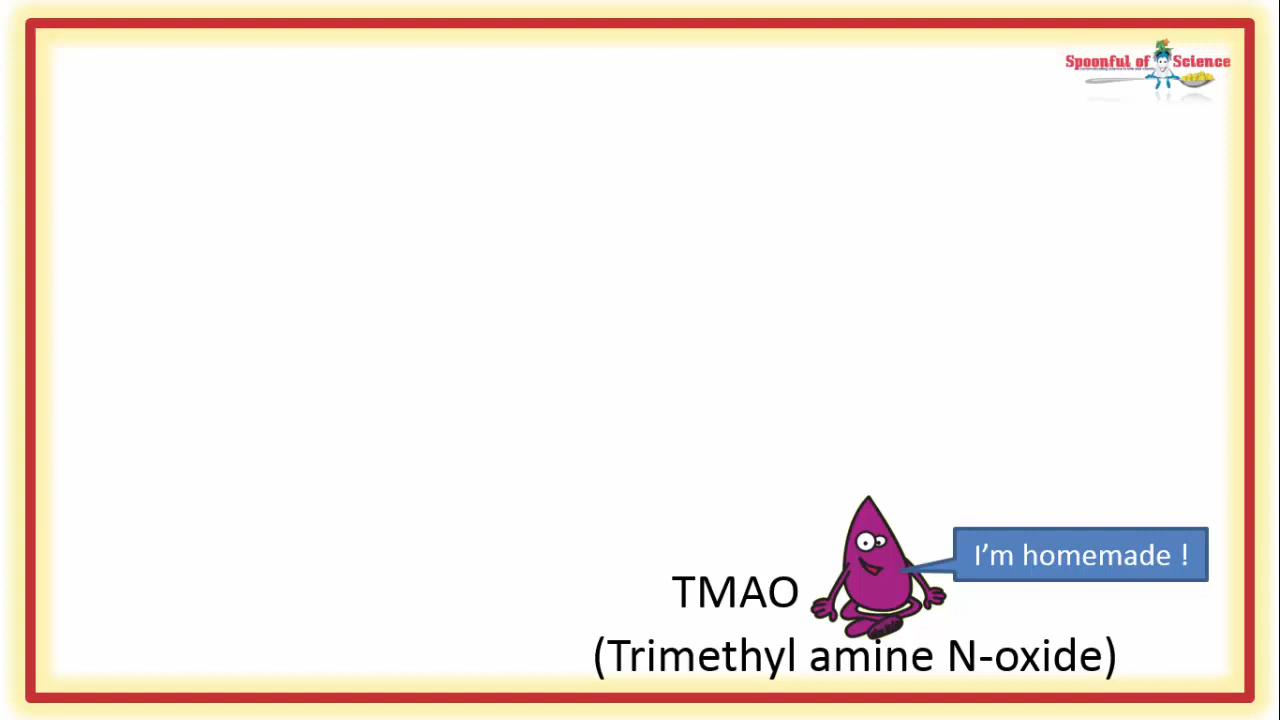 Spoonful of Science
I'm homemade !
TMAO
(Trimethyl amine N-oxide)